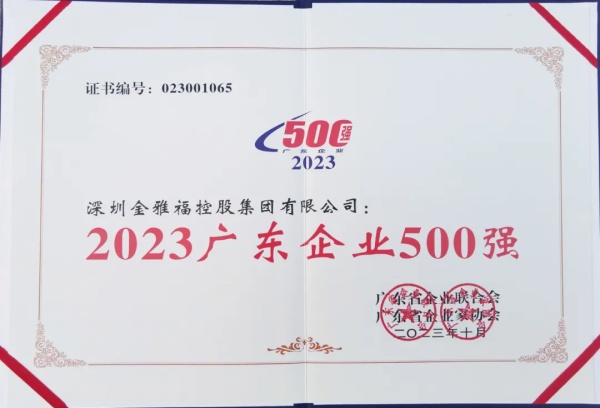 证书编号：023001065
500强
广东企业
2023
深圳金雅福控股集团有限公司：
2023广东企业500强
广东省企业联合会
广东省企业家协会
二〇二三年十月